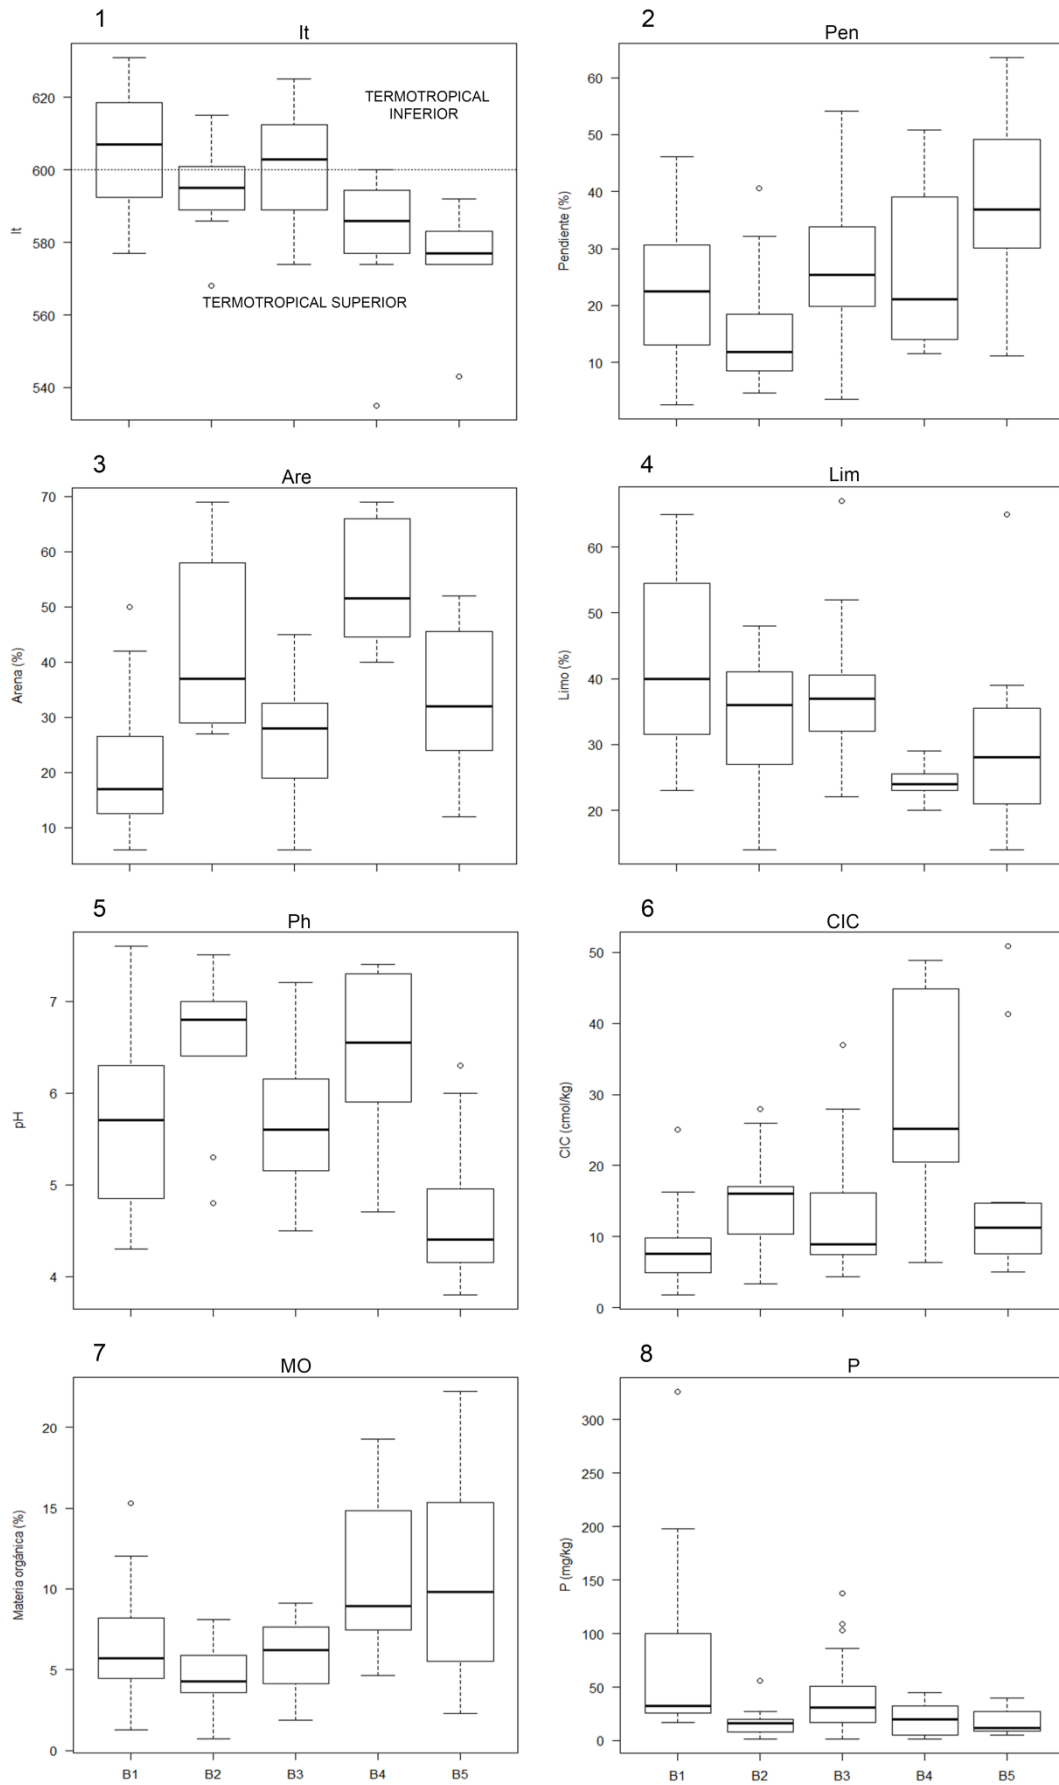 1
It
TERMOTROPICAL
INFERIOR
TERMOTROPICAL SUPERIOR
It
620
600
580
560
540
2
Pen
Pendiente (%)
60
50
40
30
20
10
3
Are
Arena (%)
70
60
50
40
30
20
10
4
Lim
Limo (%)
60
50
40
30
20
5
Ph
pH
7
6
5
4
6
CIC
CIC (cmol/kg)
50
40
30
20
10
0
7
MO
Materia orgánica (%)
20
15
10
5
0
B1 B2 B3 B4 B5
8
P
P (mg/kg)
300
250
200
150
100
50
0
B1 B2 B3 B4 B5